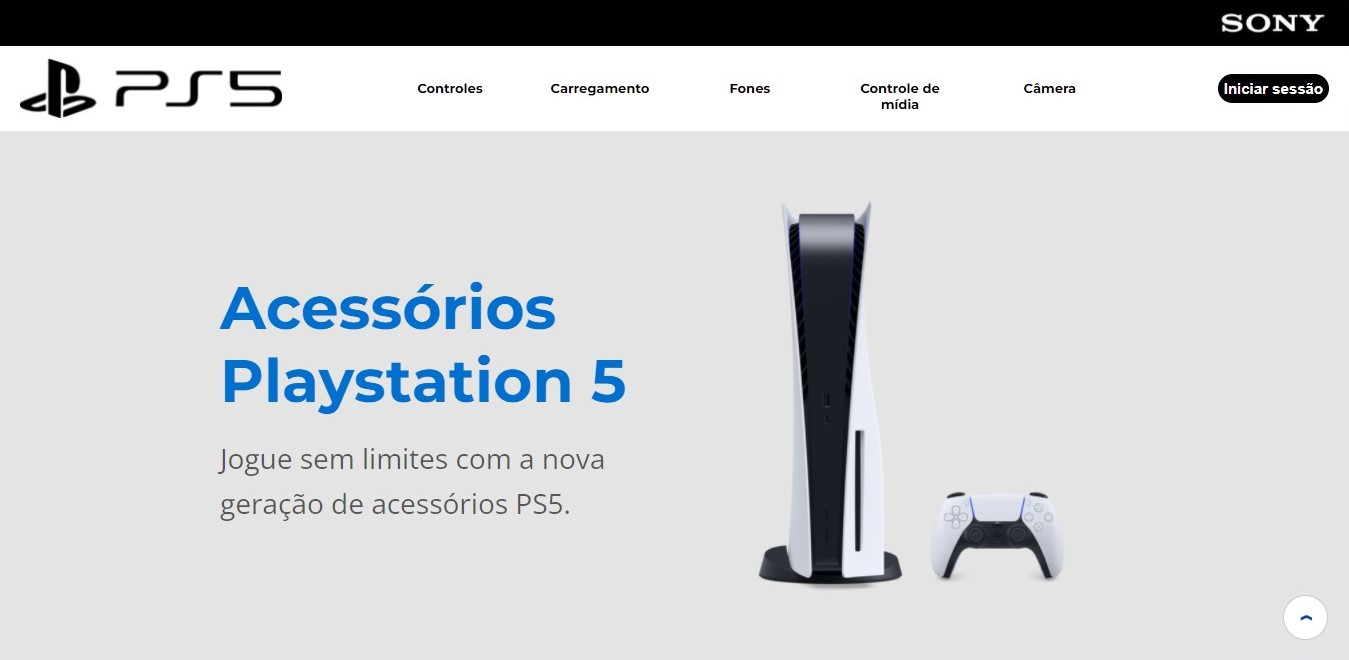 SONY
PS5
Controles
Carregamento
Fones
Controle de
mídia
Câmera
Iniciar sessão
Acessórios
Playstation 5
Jogue sem limites com a nova
geração de acessórios PS5.